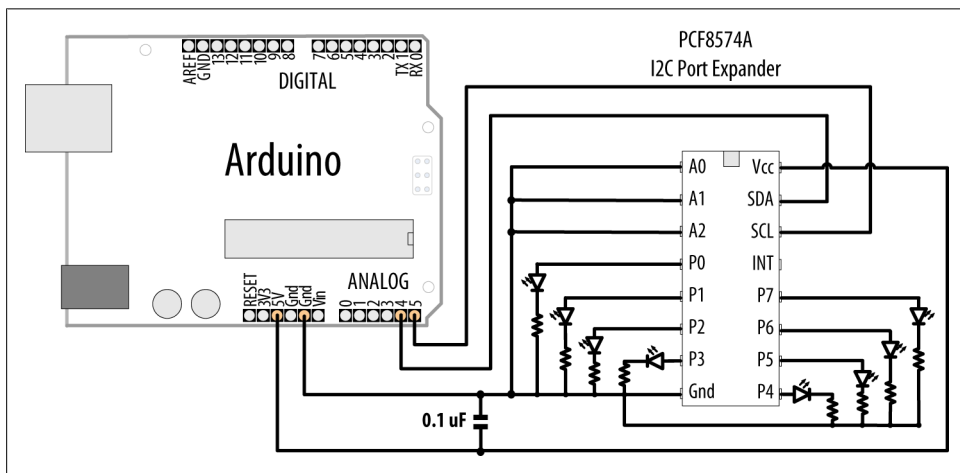 PCF8574A
I2C Port Expander
AREF
GND
13
12
11
10
9
8
7
6
5
4
3
2
TX 1
RX 0
DIGITAL
Arduino
ANALOG
RESET
3V3
5V
Gnd
Gnd
Vin
0
1
2
3
4
5
A0
A1
A2
P0
P1
P2
P3
Gnd
Vcc
SDA
SCL
INT
P7
P6
P5
P4
0.1 uF